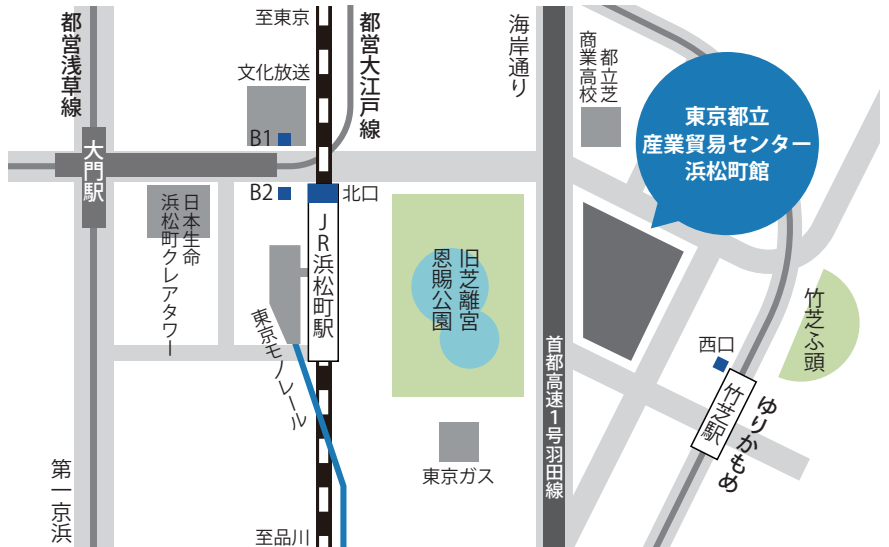 至東京
都営浅草線
都営大江戸線
海岸通り
都立芝
商業高校
文化放送
B1
東京都立
産業貿易センター
浜松町館
大門駅
B2
北口
日本生命
浜松町クレアタワー
JR浜松町駅
旧芝離宮
恩賜公園
竹芝ふ頭
東京モノレール
首都高速1号羽田線
西口
竹芝駅
ゆりかもめ
東京ガス
第一京浜
至品川